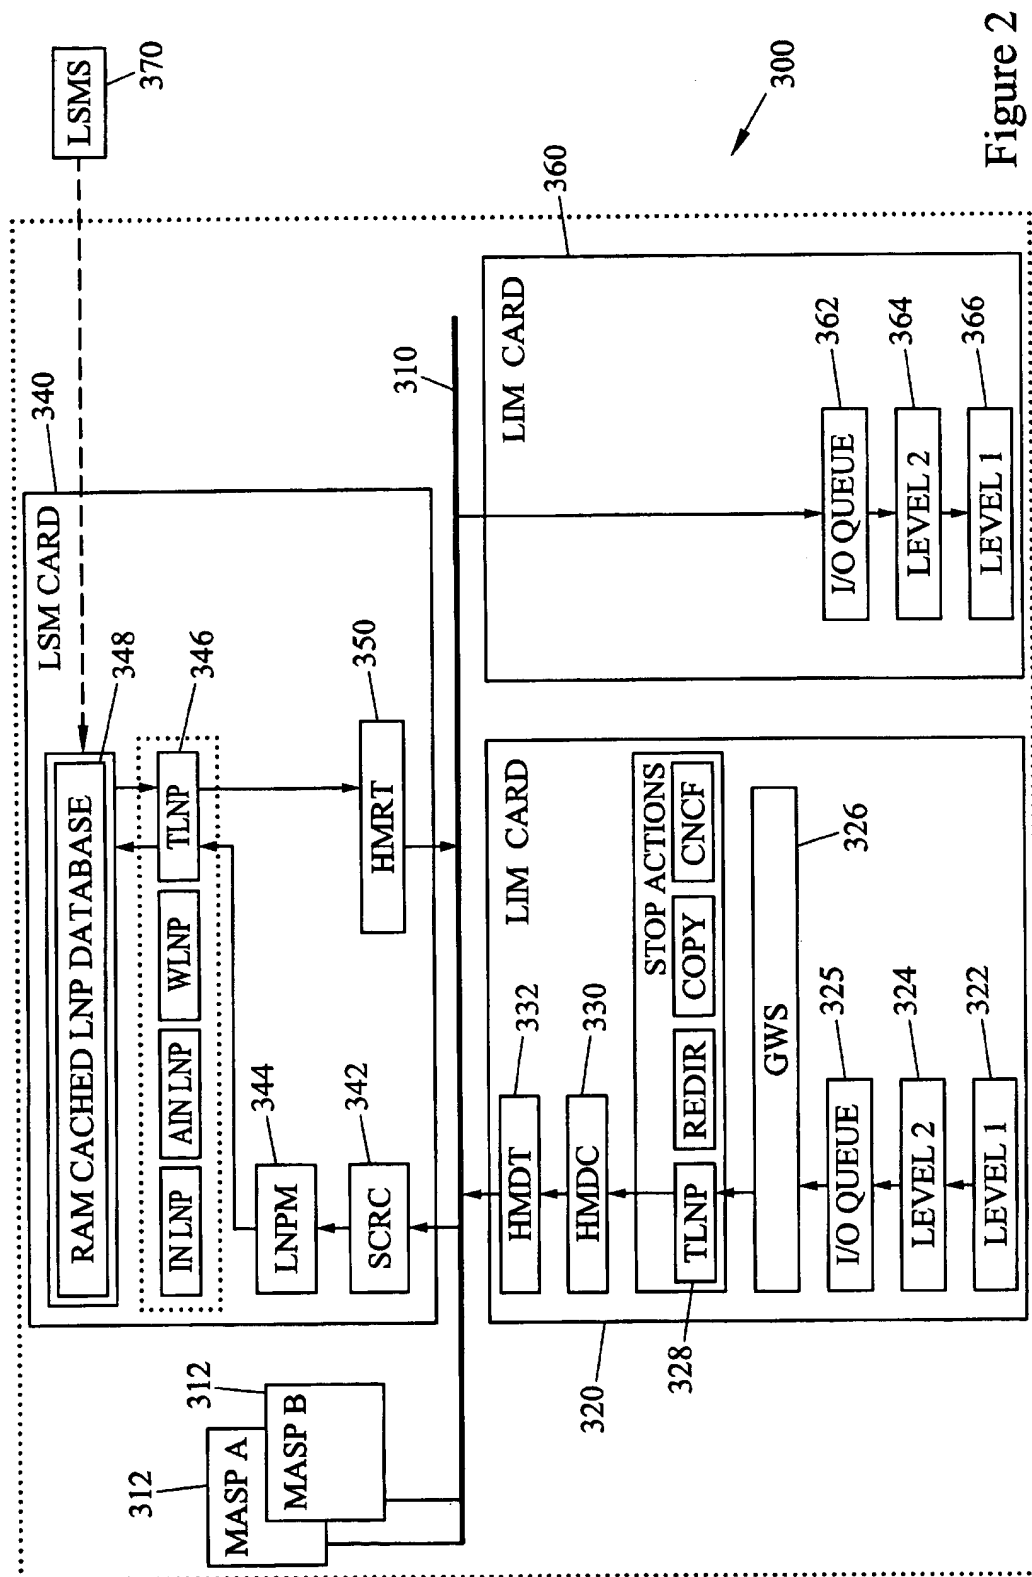 LSMS
370
340
LSM CARD
RAM CACHED LNP DATABASE
348
IN LNP
AIN LNP
WLNP
TLNP
346
LNPM
344
SCRC
342
HMRT
350
312
MASP A
312
MASP B
310
300
LIM CARD
HMDT
332
HMDC
330
STOP ACTIONS
TLNP
REDIR
COPY
CNCF
328
GWS
326
I/O QUEUE
325
LEVEL 2
324
LEVEL 1
322
320
360
LIM CARD
I/O QUEUE
362
LEVEL 2
364
LEVEL 1
366
Figure 2